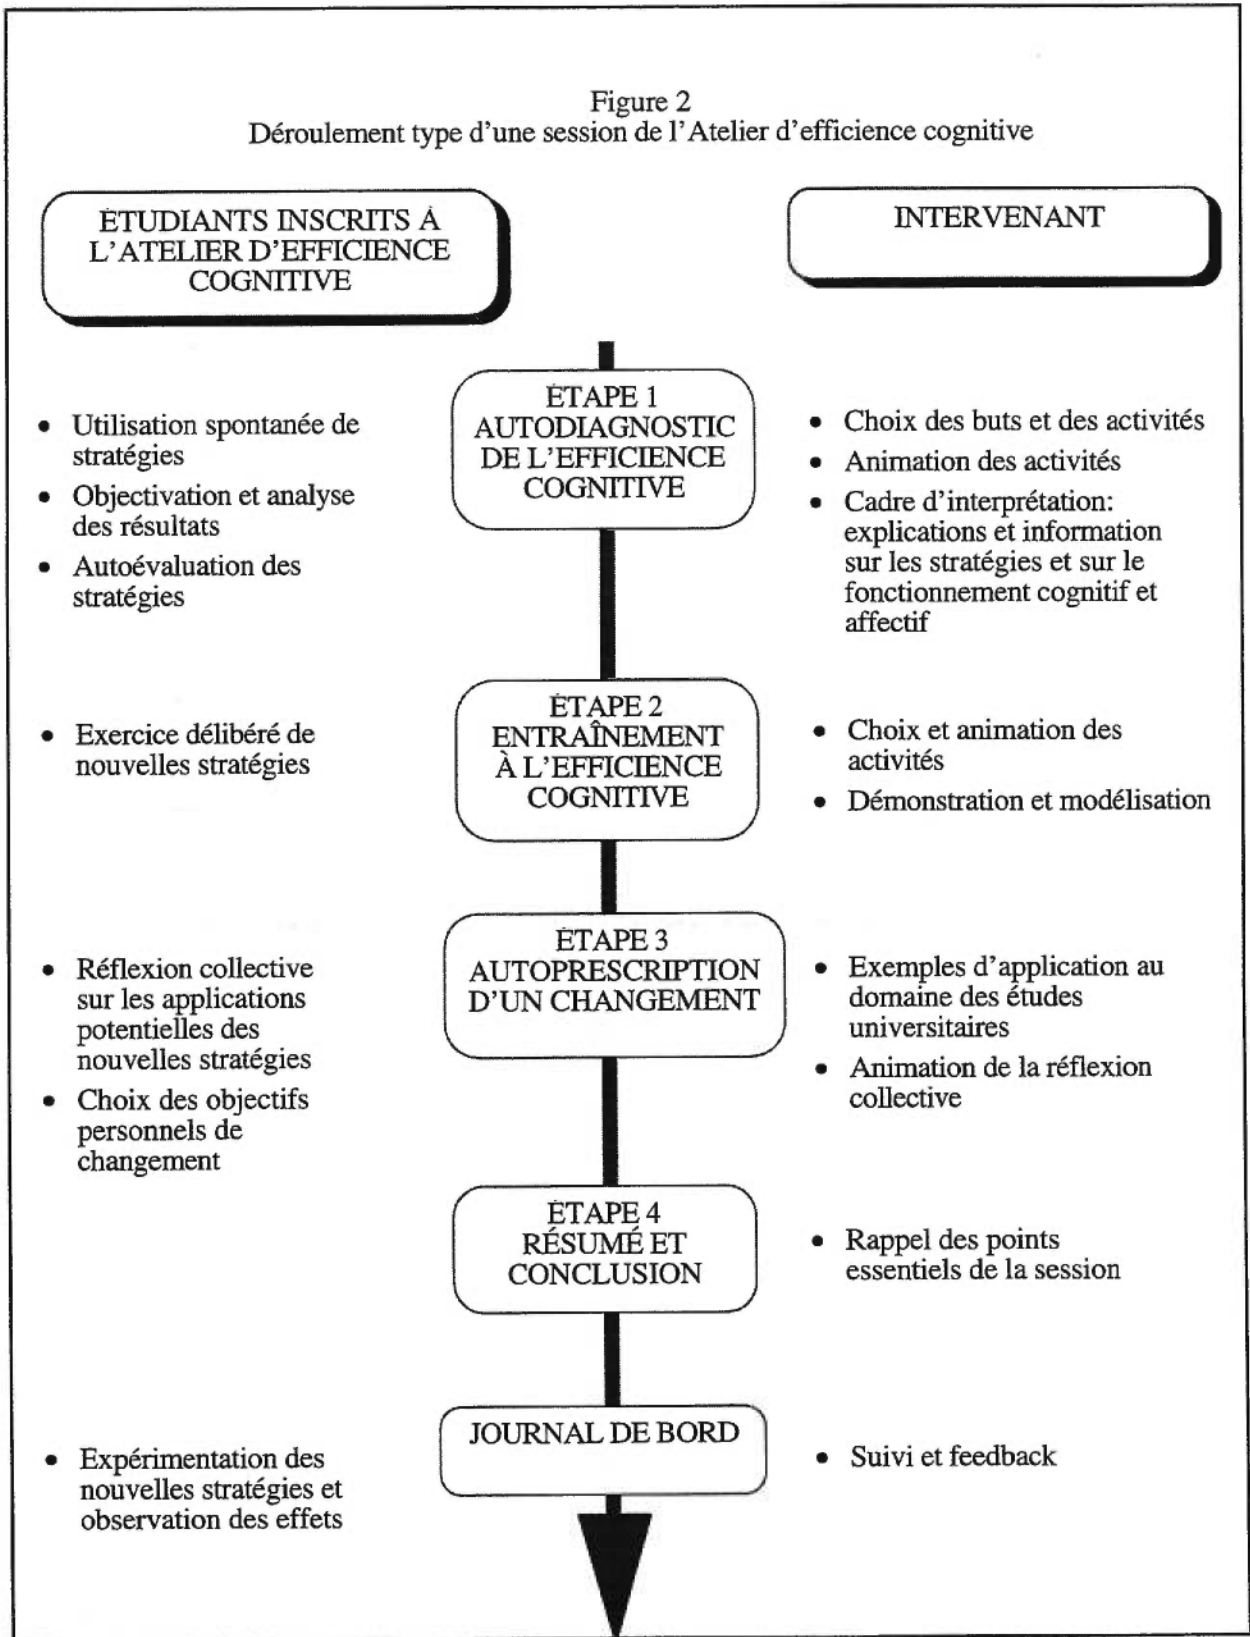 Figure 2
Déroulement type d'une session de l'Atelier d'efficience cognitive
ÉTUDIANTS INSCRITS À
L'ATELIER D'EFFICIENCE
COGNITIVE
INTERVENANT
ÉTAPE 1
AUTODIAGNOSTIC
DE L'EFFICIENCE
COGNITIVE
• Utilisation spontanée de
stratégies
• Objectivation et analyse
des résultats
• Autoévaluation des
stratégies
• Choix des buts et des activités
• Animation des activités
• Cadre d'interprétation:
explications et information
sur les stratégies et sur le
fonctionnement cognitif et
affectif
ÉTAPE 2
ENTRAÎNEMENT
À L'EFFICIENCE
COGNITIVE
• Exercice délibéré de
nouvelles stratégies
• Choix et animation des
activités
• Démonstration et modélisation
ÉTAPE 3
AUTOPRESCRIPTION
D'UN CHANGEMENT
• Réflexion collective
sur les applications
potentielles des
nouvelles stratégies
• Choix des objectifs
personnels de
changement
• Exemples d'application au
domaine des études
universitaires
• Animation de la réflexion
collective
ÉTAPE 4
RÉSUMÉ ET
CONCLUSION
• Rappel des points
essentiels de la session
JOURNAL DE BORD
• Expérimentation des
nouvelles stratégies et
observation des effets
• Suivi et feedback